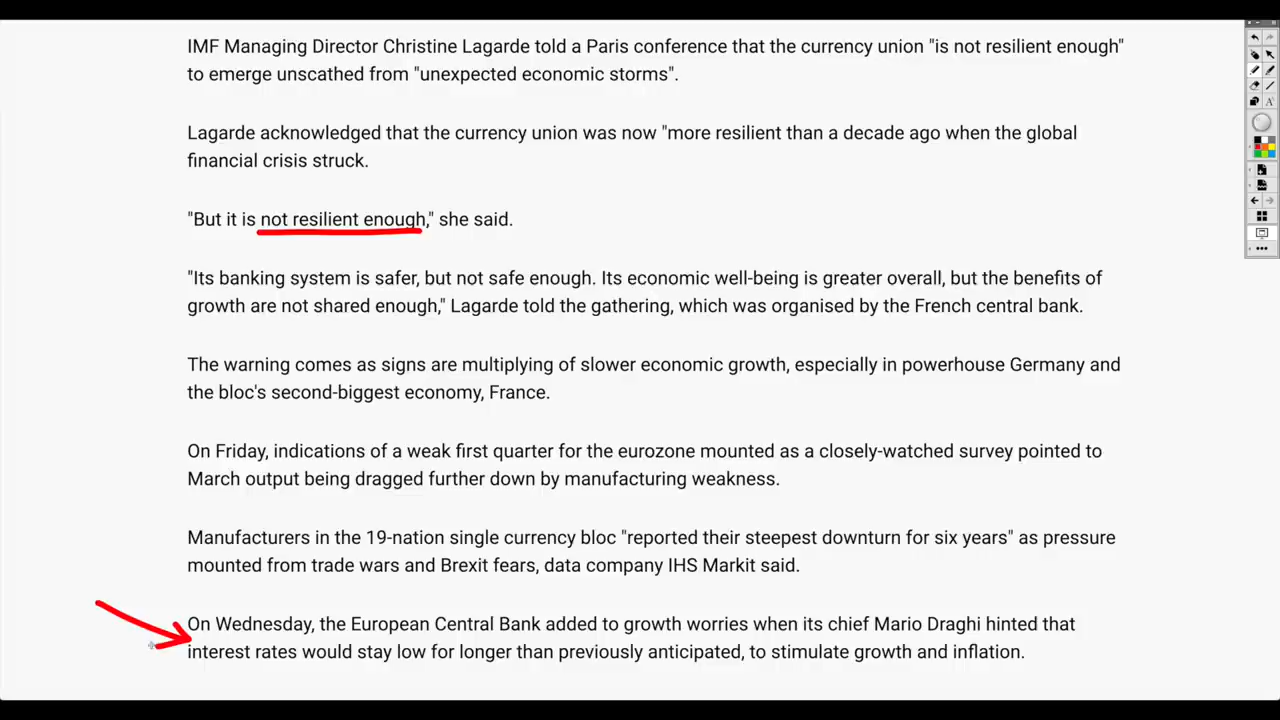 IMF Managing Director Christine Lagarde told a Paris conference that the currency union "is not resilient enough"
to emerge unscathed from "unexpected economic storms".
Lagarde acknowledged that the currency union was now "more resilient than a decade ago when the global
financial crisis struck.
"But it is not resilient enough," she said.
"Its banking system is safer, but not safe enough. Its economic well-being is greater overall, but the benefits of
growth are not shared enough," Lagarde told the gathering, which was organised by the French central bank.
The warning comes as signs are multiplying of slower economic growth, especially in powerhouse Germany and
the bloc's second-biggest economy, France.
On Friday, indications of a weak first quarter for the eurozone mounted as a closely-watched survey pointed to
March output being dragged further down by manufacturing weakness.
Manufacturers in the 19-nation single currency bloc "reported their steepest downturn for six years" as pressure
mounted from trade wars and Brexit fears, data company IHS Markit said.
On Wednesday, the European Central Bank added to growth worries when its chief Mario Draghi hinted that
interest rates would stay low for longer than previously anticipated, to stimulate growth and inflation.